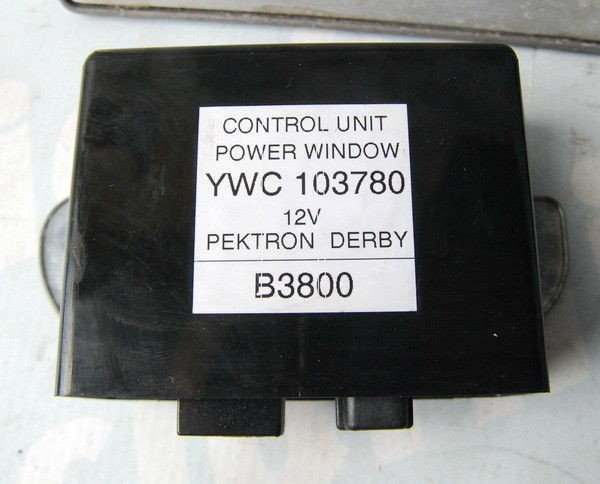 CONTROL UNIT
POWER WINDOW
YWC 103780
12V
PEKTRON DERBY
B3800